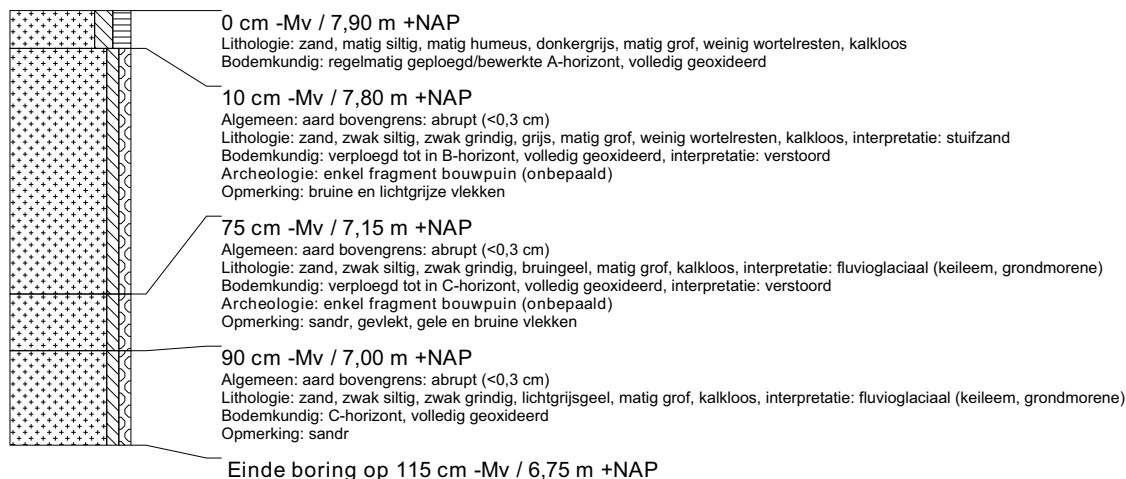 0 cm -Mv / 7,90 m +NAP
Lithologie: zand, matig siltig, matig humeus, donkergrijs, matig grof, weinig wortelresten, kalkloos
Bodemkundig: regelmatig geploegd/bewerkte A-horizont, volledig geoxideerd
10 cm -Mv / 7,80 m +NAP
Algemeen: aard bovengrens: abrupt (<0,3 cm)
Lithologie: zand, zwak siltig, zwak grindig, grijs, matig grof, weinig wortelresten, kalkloos, interpretatie: stuifzand
Bodemkundig: verploegd tot in B-horizont, volledig geoxideerd, interpretatie: verstoord
Archeologie: enkel fragment bouwpuin (onbepaald)
Opmerking: bruine en lichtgrijze vlekken
75 cm -Mv / 7,15 m +NAP
Algemeen: aard bovengrens: abrupt (<0,3 cm)
Lithologie: zand, zwak siltig, zwak grindig, bruingeel, matig grof, kalkloos, interpretatie: fluvioglaciaal (keileem, grondmorene)
Bodemkundig: verploegd tot in C-horizont, volledig geoxideerd, interpretatie: verstoord
Archeologie: enkel fragment bouwpuin (onbepaald)
Opmerking: sandr, gevlekt, gele en bruine vlekken
90 cm -Mv / 7,00 m +NAP
Algemeen: aard bovengrens: abrupt (<0,3 cm)
Lithologie: zand, zwak siltig, zwak grindig, lichtgrijsgeel, matig grof, kalkloos, interpretatie: fluvioglaciaal (keileem, grondmorene)
Bodemkundig: C-horizont, volledig geoxideerd
Opmerking: sandr
Einde boring op 115 cm -Mv / 6,75 m +NAP